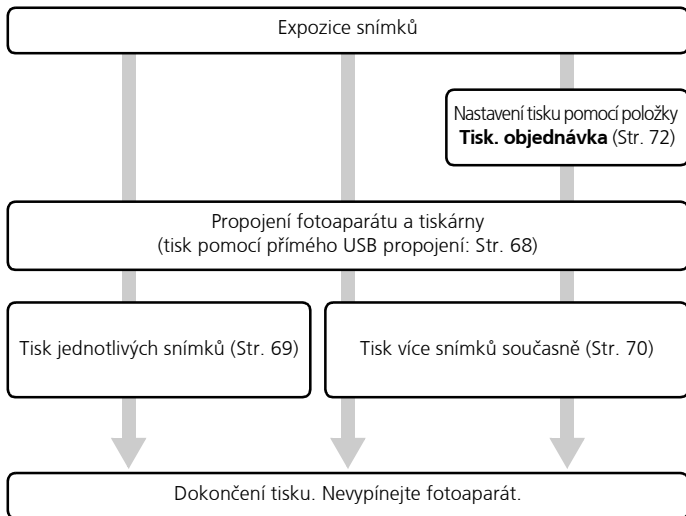 Expozice snímků
Nastavení tisku pomocí položky
Tisk. objednávka (Str. 72)
Propojení fotoaparátu a tiskárny
(tisk pomocí přímého USB propojení: Str. 68)
Tisk jednotlivých snímků (Str. 69)
Tisk více snímků současně (Str. 70)
Dokončení tisku. Nevypínejte fotoaparát.